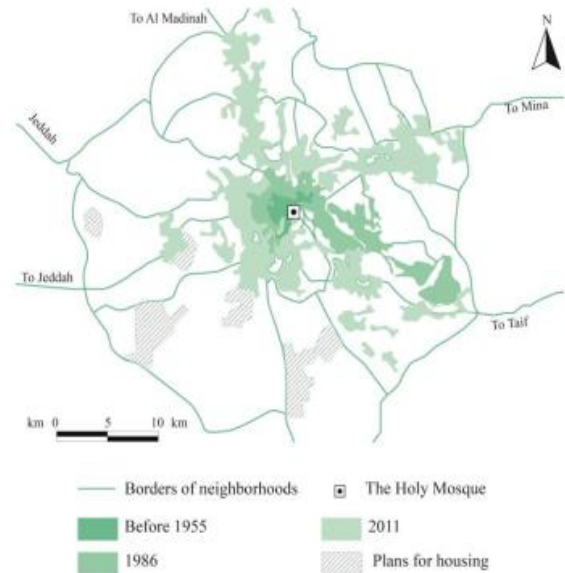 To Al Madinah
N
Jeddah
To Mina
To Jeddah
To Taif
km 0 5 10 km
Borders of neighborhoods
The Holy Mosque
Before 1955
2011
1986
Plans for housing